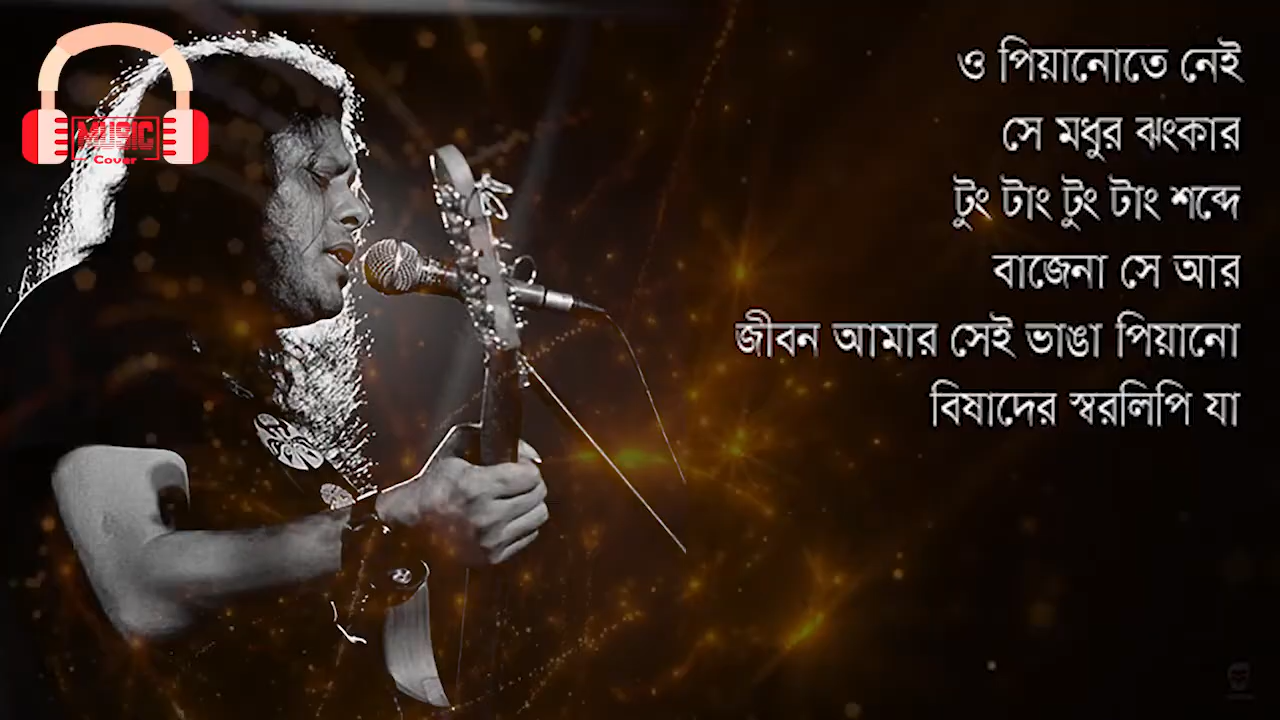 MUSIC
Cover
ও পিয়ানোতে নেই
সে মধুর ঝংকার
টুং টাং টুং টাং শব্দে
বাজেনা সে আর
জীবন আমার সেই ভাঙা পিয়ানো
বিষাদের স্বরলিপি যা